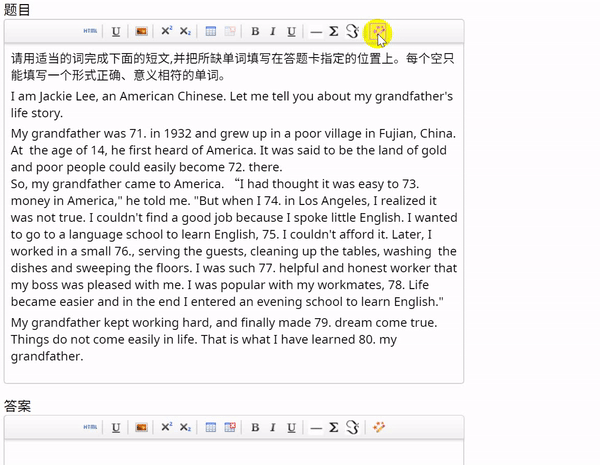 题目
HTML U X² X₂ B I U — Σ
请用适当的词完成下面的短文,并把所缺单词填写在答题卡指定的位置上。每个空只
能填写一个形式正确、意义相符的单词。
I am Jackie Lee, an American Chinese. Let me tell you about my grandfather's
life story.
My grandfather was 71. in 1932 and grew up in a poor village in Fujian, China.
At  the age of 14, he first heard of America. It was said to be the land of gold
and poor people could easily become 72. there.
So, my grandfather came to America. “I had thought it was easy to 73.
money in America," he told me. "But when I 74. in Los Angeles, I realized it
was not true. I couldn't find a good job because I spoke little English. I wanted
to go to a language school to learn English, 75. I couldn't afford it. Later, I
worked in a small 76., serving the guests, cleaning up the tables, washing  the
dishes and sweeping the floors. I was such 77. helpful and honest worker that
my boss was pleased with me. I was popular with my workmates, 78. Life
became easier and in the end I entered an evening school to learn English."
My grandfather kept working hard, and finally made 79. dream come true.
Things do not come easily in life. That is what I have learned 80. my
grandfather.
答案
HTML U X² X₂ B I U — Σ